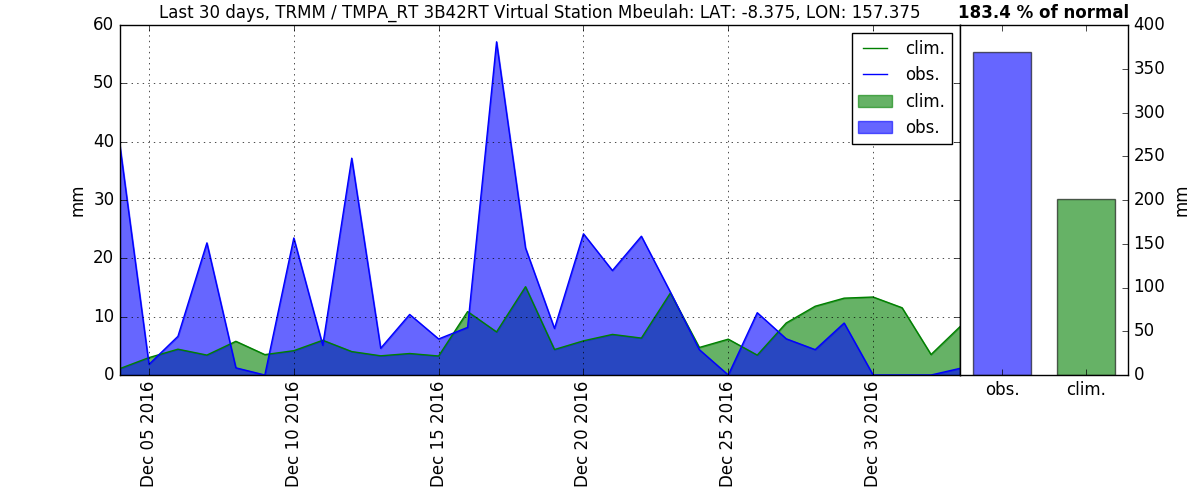 Last 30 days, TRMM / TMPA_RT 3B42RT Virtual Station Mbeulah: LAT: -8.375, LON: 157.375
183.4 % of normal
60
50
40
30
20
10
0
mm
clim.
obs.
clim.
obs.
400
350
300
250
200
150
100
50
0
mm
obs.
clim.
Dec 05 2016
Dec 10 2016
Dec 15 2016
Dec 20 2016
Dec 25 2016
Dec 30 2016